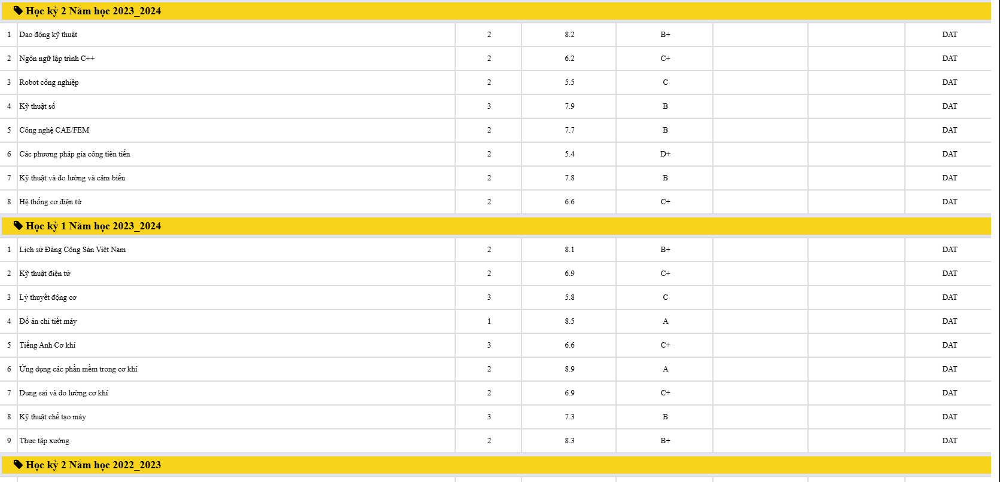 Học kỳ 2 Năm học 2023_2024
1 Dao động kỹ thuật 2 8.2 B+ DAT
2 Ngôn ngữ lập trình C++ 2 6.2 C+ DAT
3 Robot công nghiệp 2 5.5 C DAT
4 Kỹ thuật số 3 7.9 B DAT
5 Công nghệ CAE/FEM 2 7.7 B DAT
6 Các phương pháp gia công tiên tiến 2 5.4 D+ DAT
7 Kỹ thuật và đo lường và cảm biến 2 7.8 B DAT
8 Hệ thống cơ điện tử 2 6.6 C+ DAT
Học kỳ 1 Năm học 2023_2024
1 Lịch sử Đảng Cộng Sản Việt Nam 2 8.1 B+ DAT
2 Kỹ thuật điện tử 2 6.9 C+ DAT
3 Lý thuyết động cơ 3 5.8 C DAT
4 Đồ án chi tiết máy 1 8.5 A DAT
5 Tiếng Anh Cơ khí 3 6.6 C+ DAT
6 Ứng dụng các phần mềm trong cơ khí 2 8.9 A DAT
7 Dung sai và đo lường cơ khí 2 6.9 C+ DAT
8 Kỹ thuật chế tạo máy 3 7.3 B DAT
9 Thực tập xưởng 2 8.3 B+ DAT
Học kỳ 2 Năm học 2022_2023